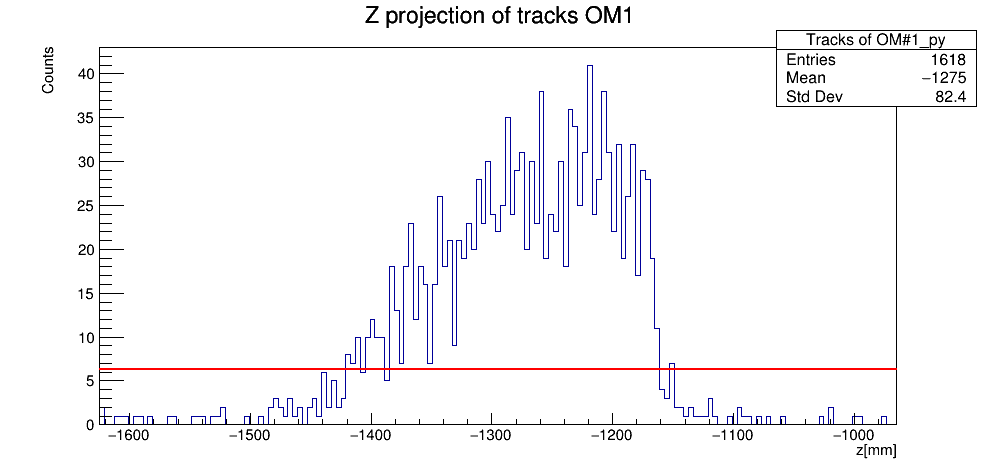 Z projection of tracks OM1
Tracks of OM#1_py
Entries 1618
Mean −1275
Std Dev 82.4
Counts
40
35
30
25
20
15
10
5
0
−1600 −1500 −1400 −1300 −1200 −1100 −1000
z[mm]